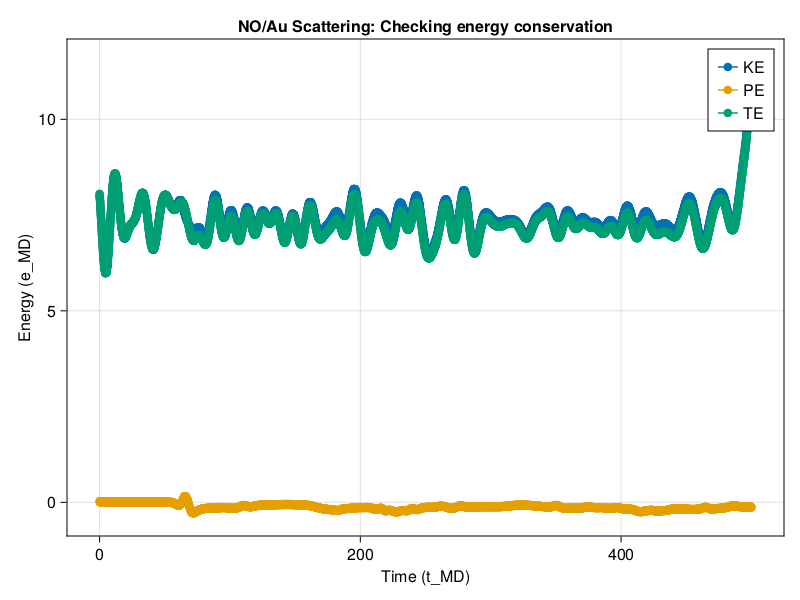 NO/Au Scattering: Checking energy conservation
KE
PE
TE
10
5
0
Energy (e_MD)
0
200
400
Time (t_MD)